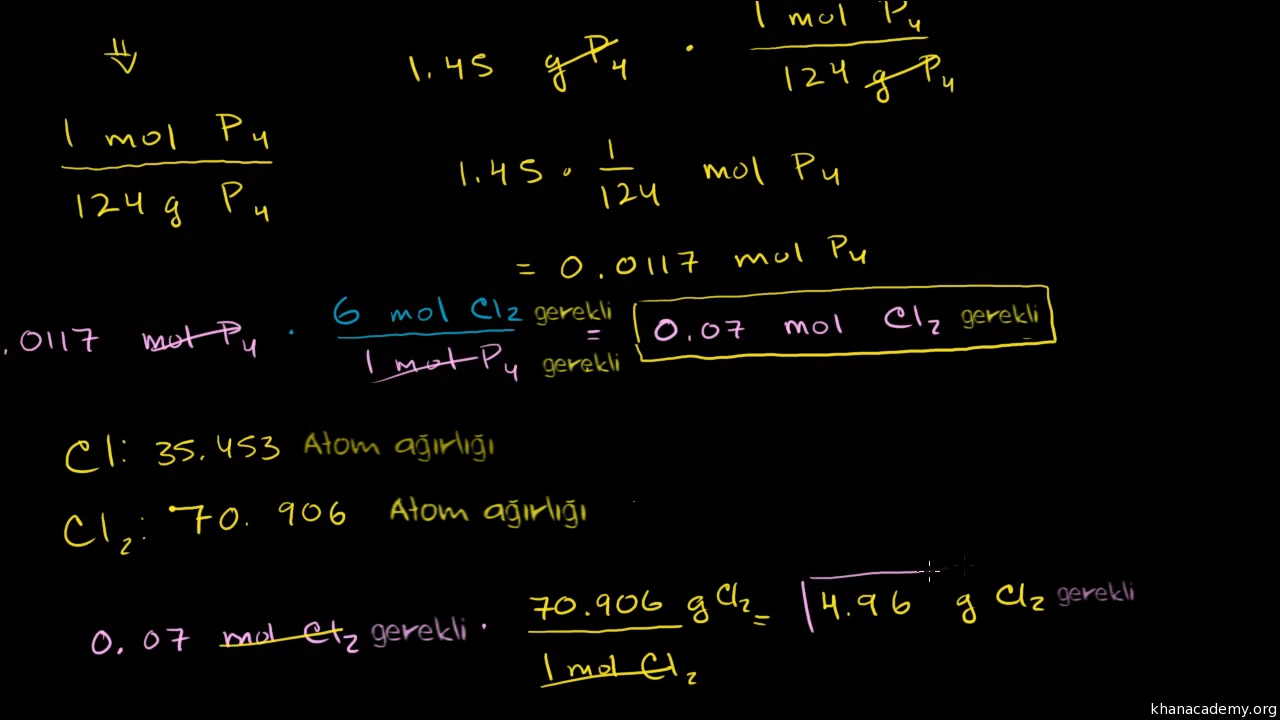 1 mol P₄
1.45 g P₄ · 124 g P₄
1 mol P₄
124 g P₄
1.45 · 1/124 mol P₄
= 0.0117 mol P₄
.0117 mol P₄ · 6 mol Cl₂ gerekli = 0.07 mol Cl₂ gerekli
1 mol P₄ gerekli
Cl: 35.453 Atom ağırlığı
Cl₂: 70.906 Atom ağırlığı
70.906 g Cl₂ = 4.96 g Cl₂ gerekli
0.07 mol Cl₂ gerekli ·
1 mol Cl₂
khanacademy.org